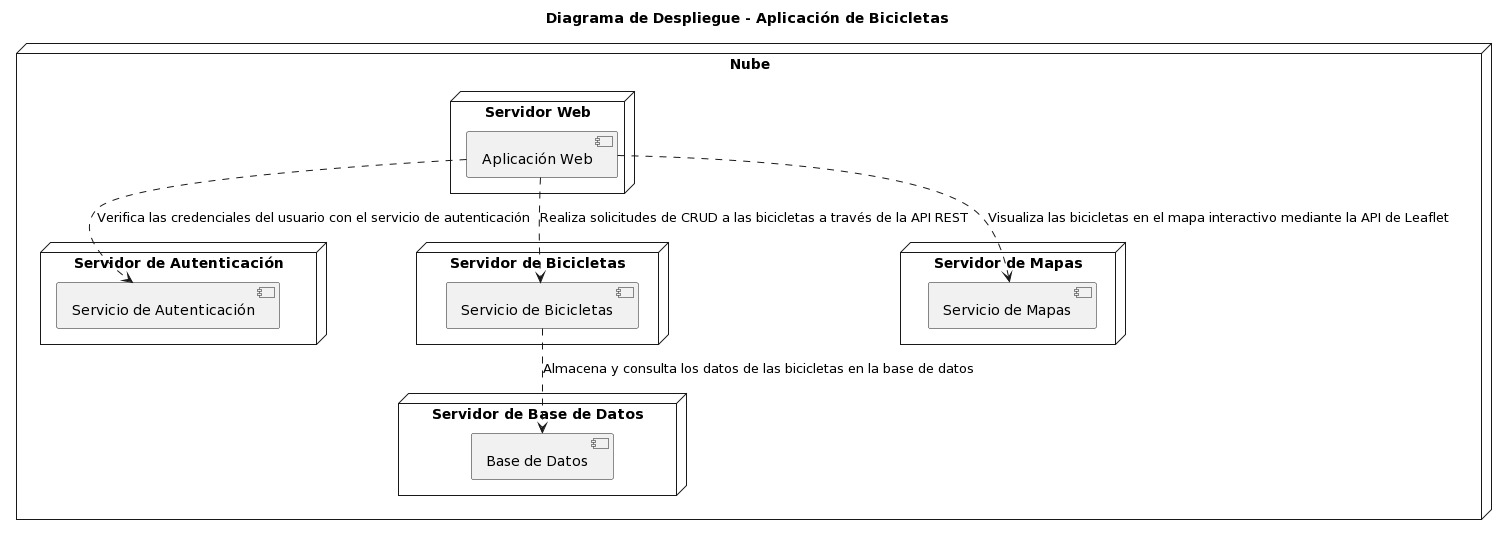 Diagrama de Despliegue - Aplicación de Bicicletas
Nube
Servidor Web
Aplicación Web
Verifica las credenciales del usuario con el servicio de autenticación
Realiza solicitudes de CRUD a las bicicletas a través de la API REST
Visualiza las bicicletas en el mapa interactivo mediante la API de Leaflet
Servidor de Autenticación
Servicio de Autenticación
Servidor de Bicicletas
Servicio de Bicicletas
Servidor de Mapas
Servicio de Mapas
Almacena y consulta los datos de las bicicletas en la base de datos
Servidor de Base de Datos
Base de Datos